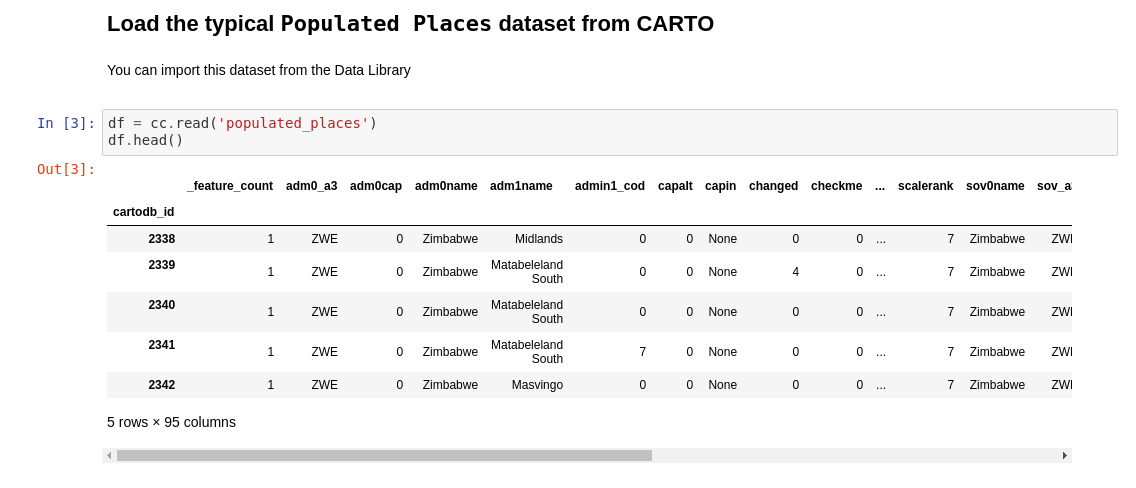 Load the typical Populated Places dataset from CARTO
You can import this dataset from the Data Library
In [3]: df = cc.read('populated_places')
df.head()
Out[3]:
_feature_count adm0_a3 adm0cap adm0name adm1name admin1_cod capalt capin changed checkme ... scalerank sov0name sov_a
cartodb_id
2338 1 ZWE 0 Zimbabwe Midlands 0 0 None 0 0 ... 7 Zimbabwe ZW
2339 1 ZWE 0 Zimbabwe Matabeleland South 0 0 None 4 0 ... 7 Zimbabwe ZW
2340 1 ZWE 0 Zimbabwe Matabeleland South 0 0 None 0 0 ... 7 Zimbabwe ZW
2341 1 ZWE 0 Zimbabwe Matabeleland South 7 0 None 0 0 ... 7 Zimbabwe ZW
2342 1 ZWE 0 Zimbabwe Masvingo 0 0 None 0 0 ... 7 Zimbabwe ZW
5 rows × 95 columns